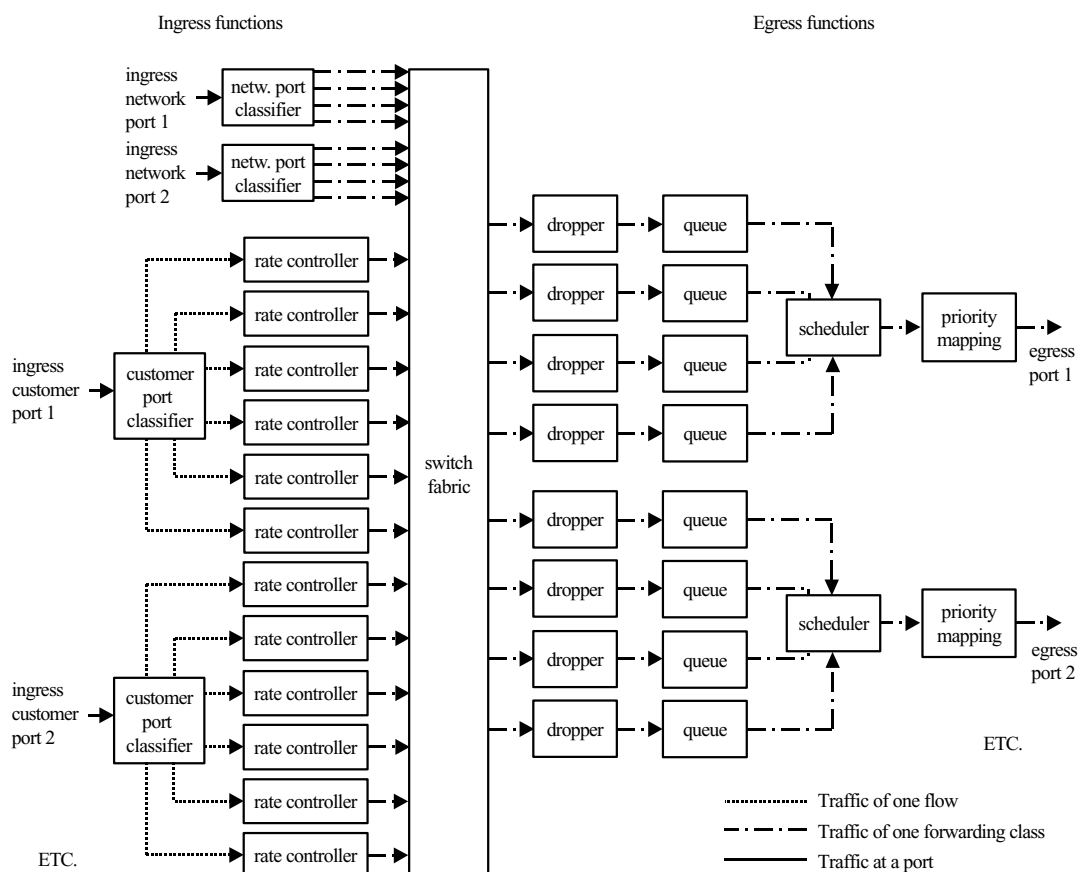 Ingress functions
Egress functions
ingress
network
port 1
netw. port
classifier
ingress
network
port 2
netw. port
classifier
rate controller
rate controller
rate controller
rate controller
rate controller
rate controller
ingress
customer
port 1
customer
port
classifier
rate controller
rate controller
rate controller
rate controller
rate controller
rate controller
ingress
customer
port 2
customer
port
classifier
ETC.
switch
fabric
dropper
queue
dropper
queue
dropper
queue
dropper
queue
scheduler
priority
mapping
egress
port 1
dropper
queue
dropper
queue
dropper
queue
dropper
queue
scheduler
priority
mapping
egress
port 2
ETC.
Traffic of one flow
Traffic of one forwarding class
Traffic at a port